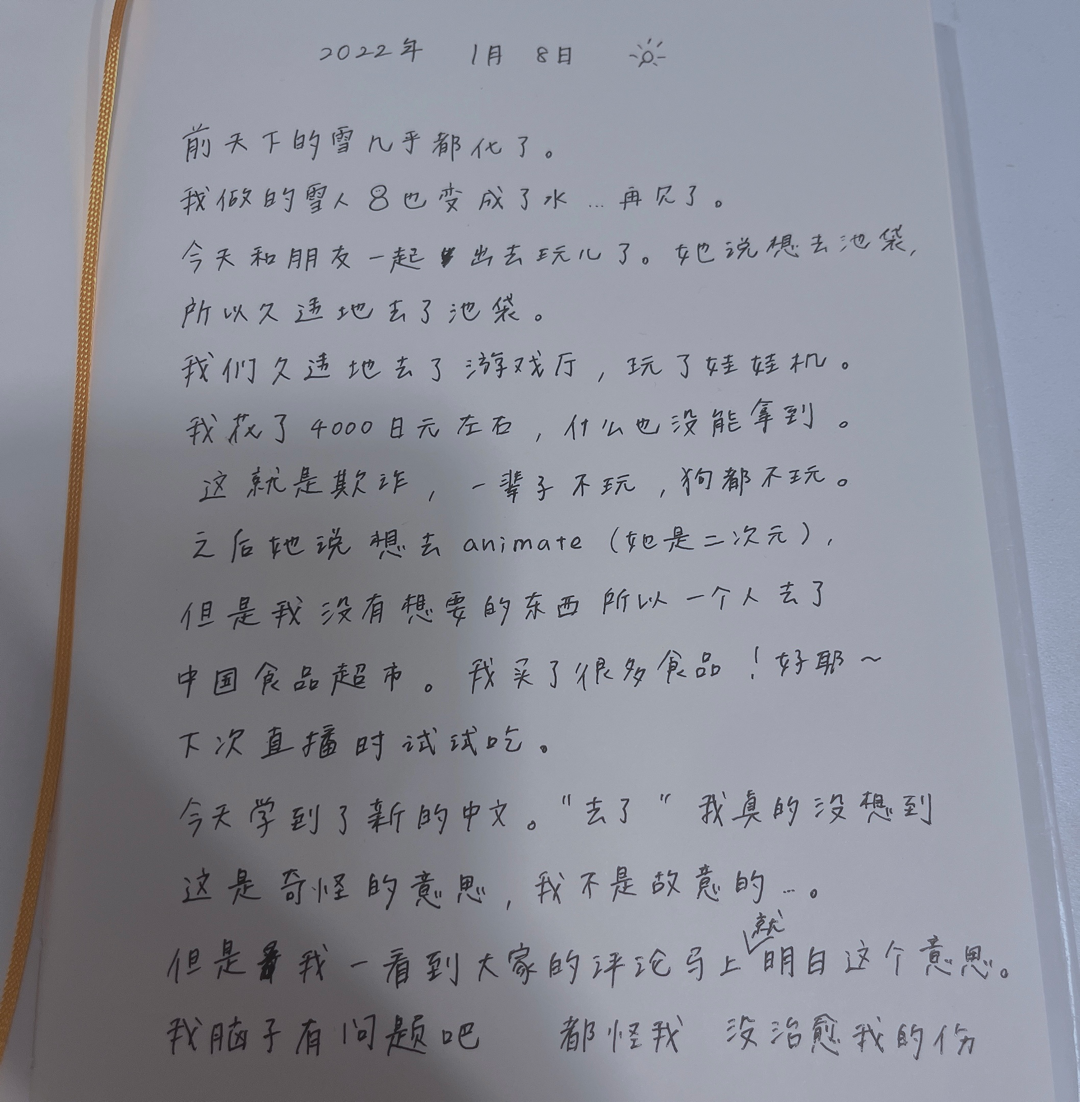 2022年 1月 8日
前天下的雪几乎都化了。
我做的雪人8也变成了水…再见了。
今天和朋友一起出去玩儿了。她说想去池袋,
所以久违地去了池袋。
我们久违地去了游戏厅,玩了娃娃机。
我花了4000日元左右,什么也没能拿到。
这就是欺诈,一辈子不玩,狗都不玩。
之后她说想去animate(她是二次元),
但是我没有想要的东西所以一个人去了
中国食品超市。我买了很多食品!好耶~
下次直播时试试吃。
今天学到了新的中文。"去了"我真的没想到
这是奇怪的意思,我不是故意的…。
但是我一看到大家的评论马上就明白这个意思。
我脑子有问题吧 都怪我 没治愈我的份